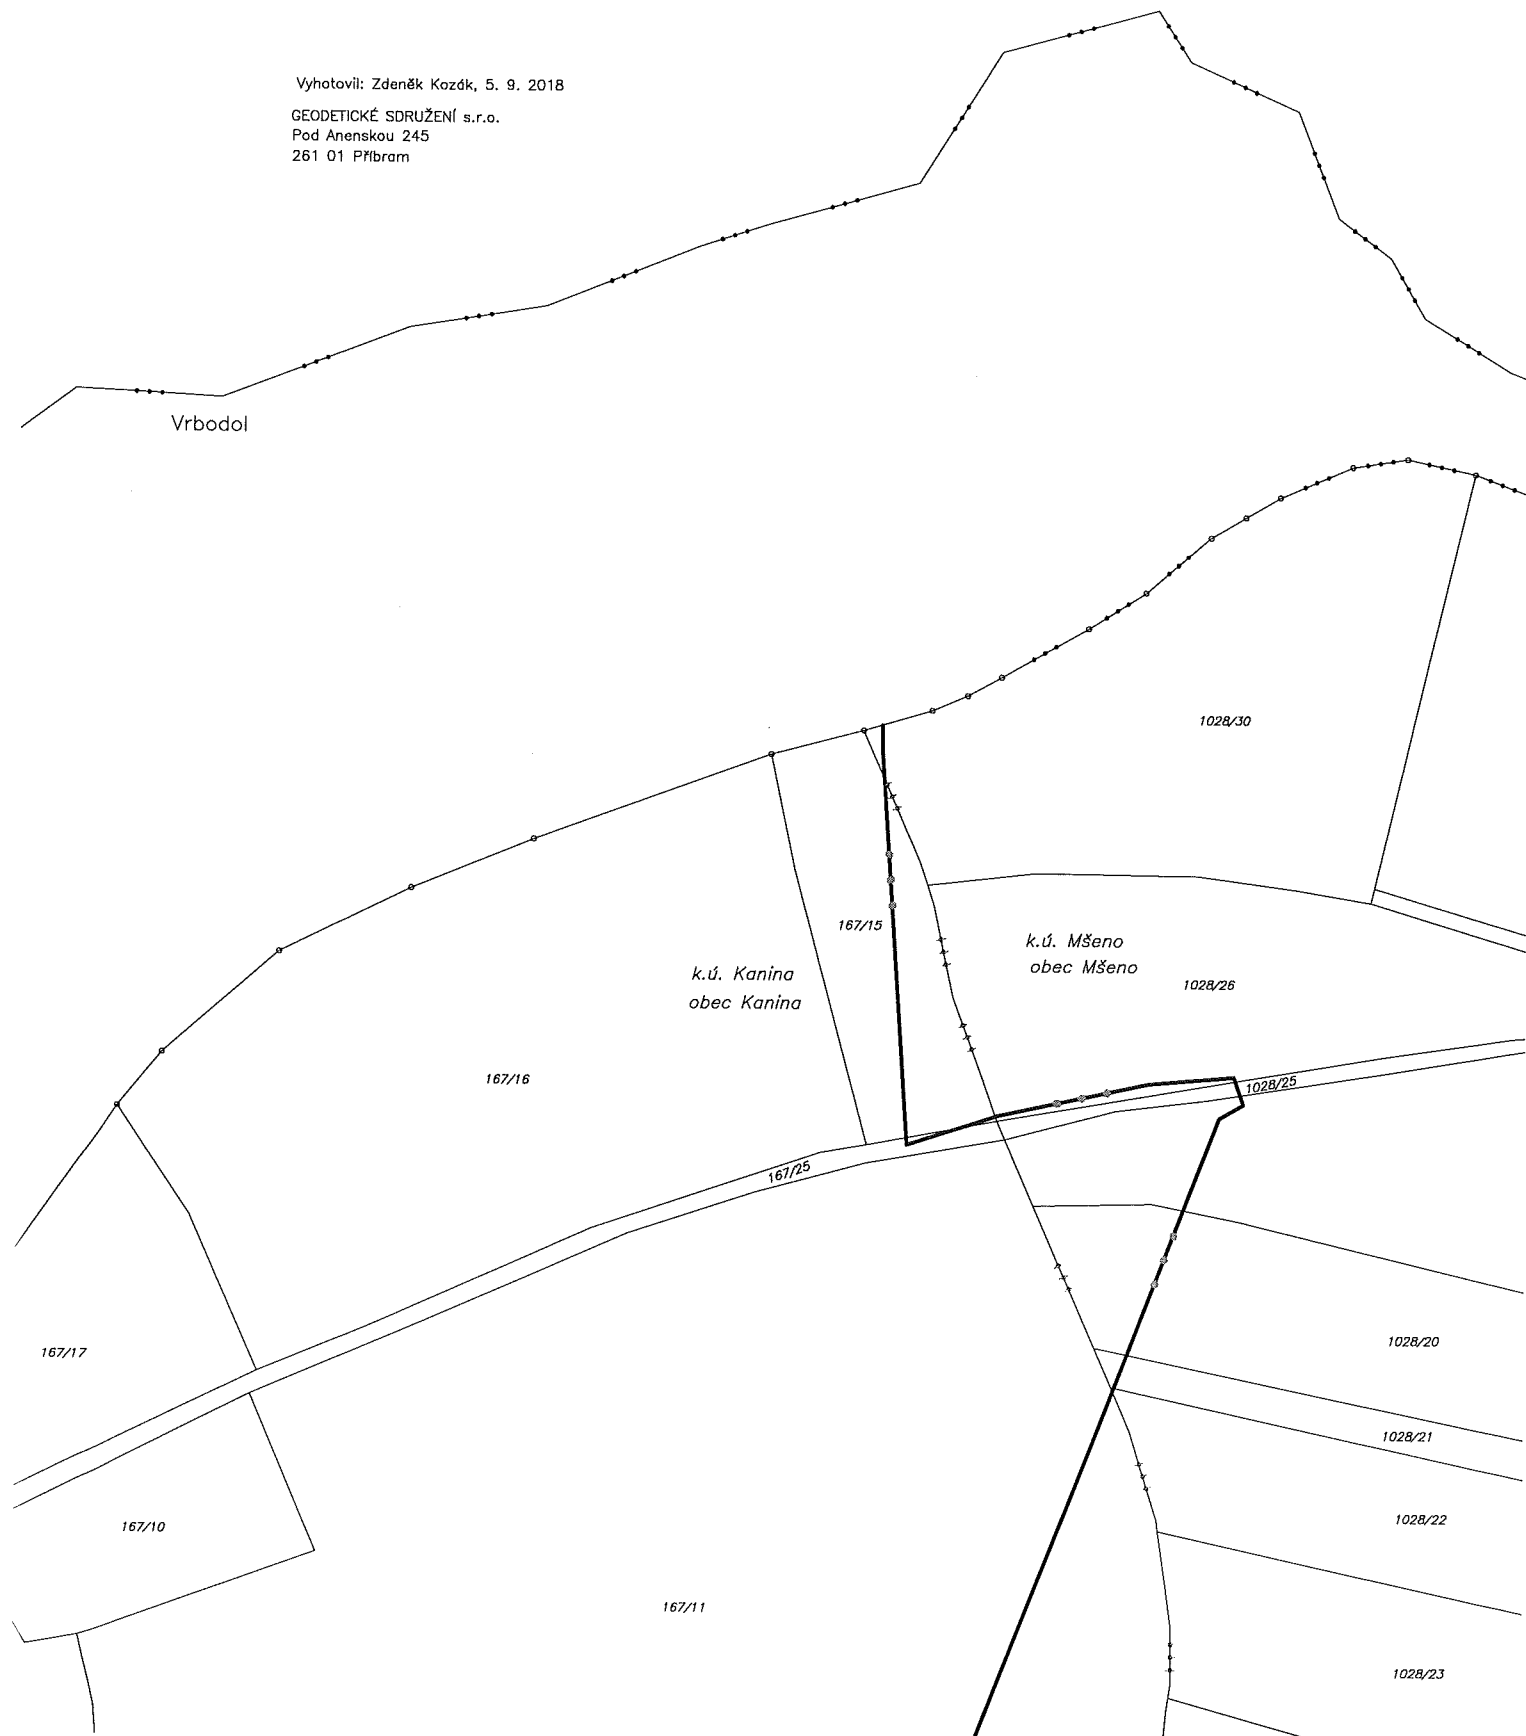 Vyhotovil: Zdeněk Kozák, 5. 9. 2018
GEODETICKÉ SDRUŽENÍ s.r.o.
Pod Anenskou 245
261 01 Příbram
Vrbodol
1028/30
167/15
k.ú. Mšeno
obec Mšeno
k.ú. Kanina
obec Kanina
1028/26
167/16
1028/25
167/25
167/17
1028/20
1028/21
167/10
1028/22
167/11
1028/23